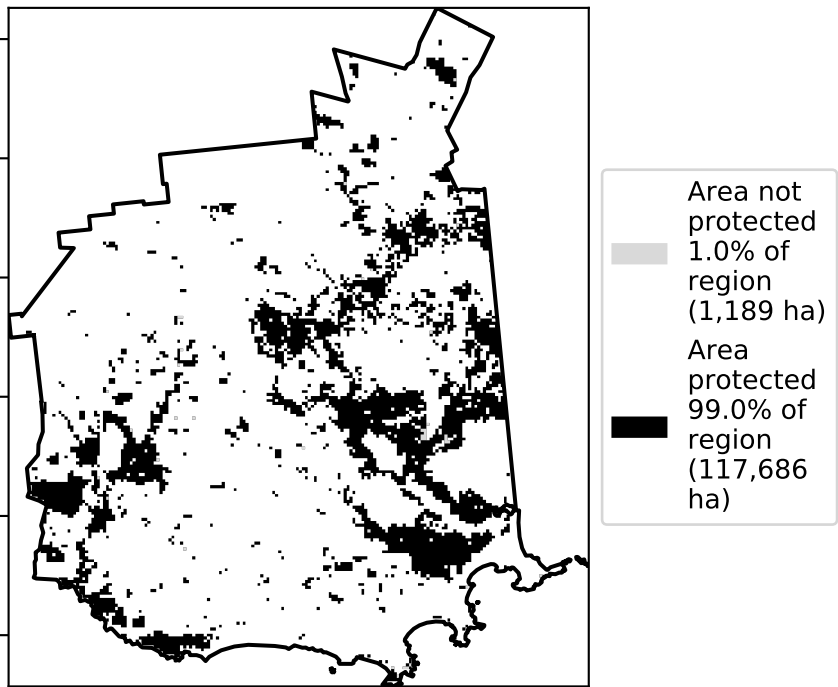 Area not
protected
1.0% of
region
(1,189 ha)
Area
protected
99.0% of
region
(117,686
ha)